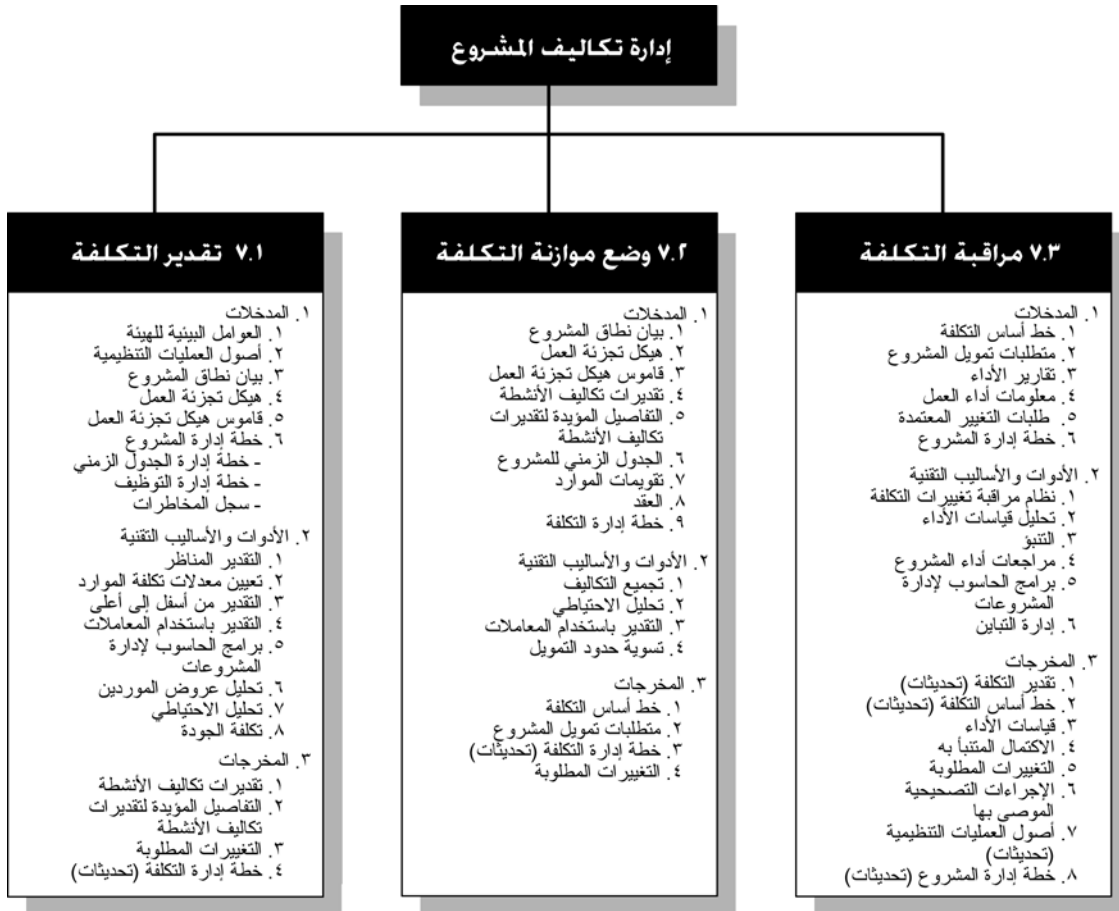 إدارة تكاليف المشروع
٧.١ تقدير التكلفة
١. المدخلات
١. العوامل البيئية للهيئة
٢. أصول العمليات التنظيمية
٣. بيان نطاق المشروع
٤. هيكل تجزئة العمل
٥. قاموس هيكل تجزئة العمل
٦. خطة إدارة المشروع
- خطة إدارة الجدول الزمني
- خطة إدارة التوظيف
- سجل المخاطرات
٢. الأدوات والأساليب التقنية
١. التقدير المناظر
٢. تعيين معدلات تكلفة الموارد
٣. التقدير من أسفل إلى أعلى
٤. التقدير باستخدام المعاملات
٥. برامج الحاسوب لإدارة
المشروعات
٦. تحليل عروض الموردين
٧. تحليل الاحتياطي
٨. تكلفة الجودة
٣. المخرجات
١. تقديرات تكاليف الأنشطة
٢. التفاصيل المؤيدة لتقديرات
تكاليف الأنشطة
٣. التغييرات المطلوبة
٤. خطة إدارة التكلفة (تحديثات)
٧.٢ وضع موازنة التكلفة
١. المدخلات
١. بيان نطاق المشروع
٢. هيكل تجزئة العمل
٣. قاموس هيكل تجزئة العمل
٤. تقديرات تكاليف الأنشطة
٥. التفاصيل المؤيدة لتقديرات
تكاليف الأنشطة
٦. الجدول الزمني للمشروع
٧. تقويمات الموارد
٨. العقد
٩. خطة إدارة التكلفة
٢. الأدوات والأساليب التقنية
١. تجميع التكاليف
٢. تحليل الاحتياطي
٣. التقدير باستخدام المعاملات
٤. تسوية حدود التمويل
٣. المخرجات
١. خط أساس التكلفة
٢. متطلبات تمويل المشروع
٣. خطة إدارة التكلفة (تحديثات)
٤. التغييرات المطلوبة
٧.٣ مراقبة التكلفة
١. المدخلات
١. خط أساس التكلفة
٢. متطلبات تمويل المشروع
٣. تقارير الأداء
٤. معلومات أداء العمل
٥. طلبات التغيير المعتمدة
٦. خطة إدارة المشروع
٢. الأدوات والأساليب التقنية
١. نظام مراقبة تغييرات التكلفة
٢. تحليل قياسات الأداء
٣. التنبؤ
٤. مراجعات أداء المشروع
٥. برامج الحاسوب لإدارة
المشروعات
٦. إدارة التباين
٣. المخرجات
١. تقدير التكلفة (تحديثات)
٢. خط أساس التكلفة (تحديثات)
٣. قياسات الأداء
٤. الاكتمال المتنبأ به
٥. التغييرات المطلوبة
٦. الإجراءات التصحيحية
الموصى بها
٧. أصول العمليات التنظيمية
(تحديثات)
٨. خطة إدارة المشروع (تحديثات)